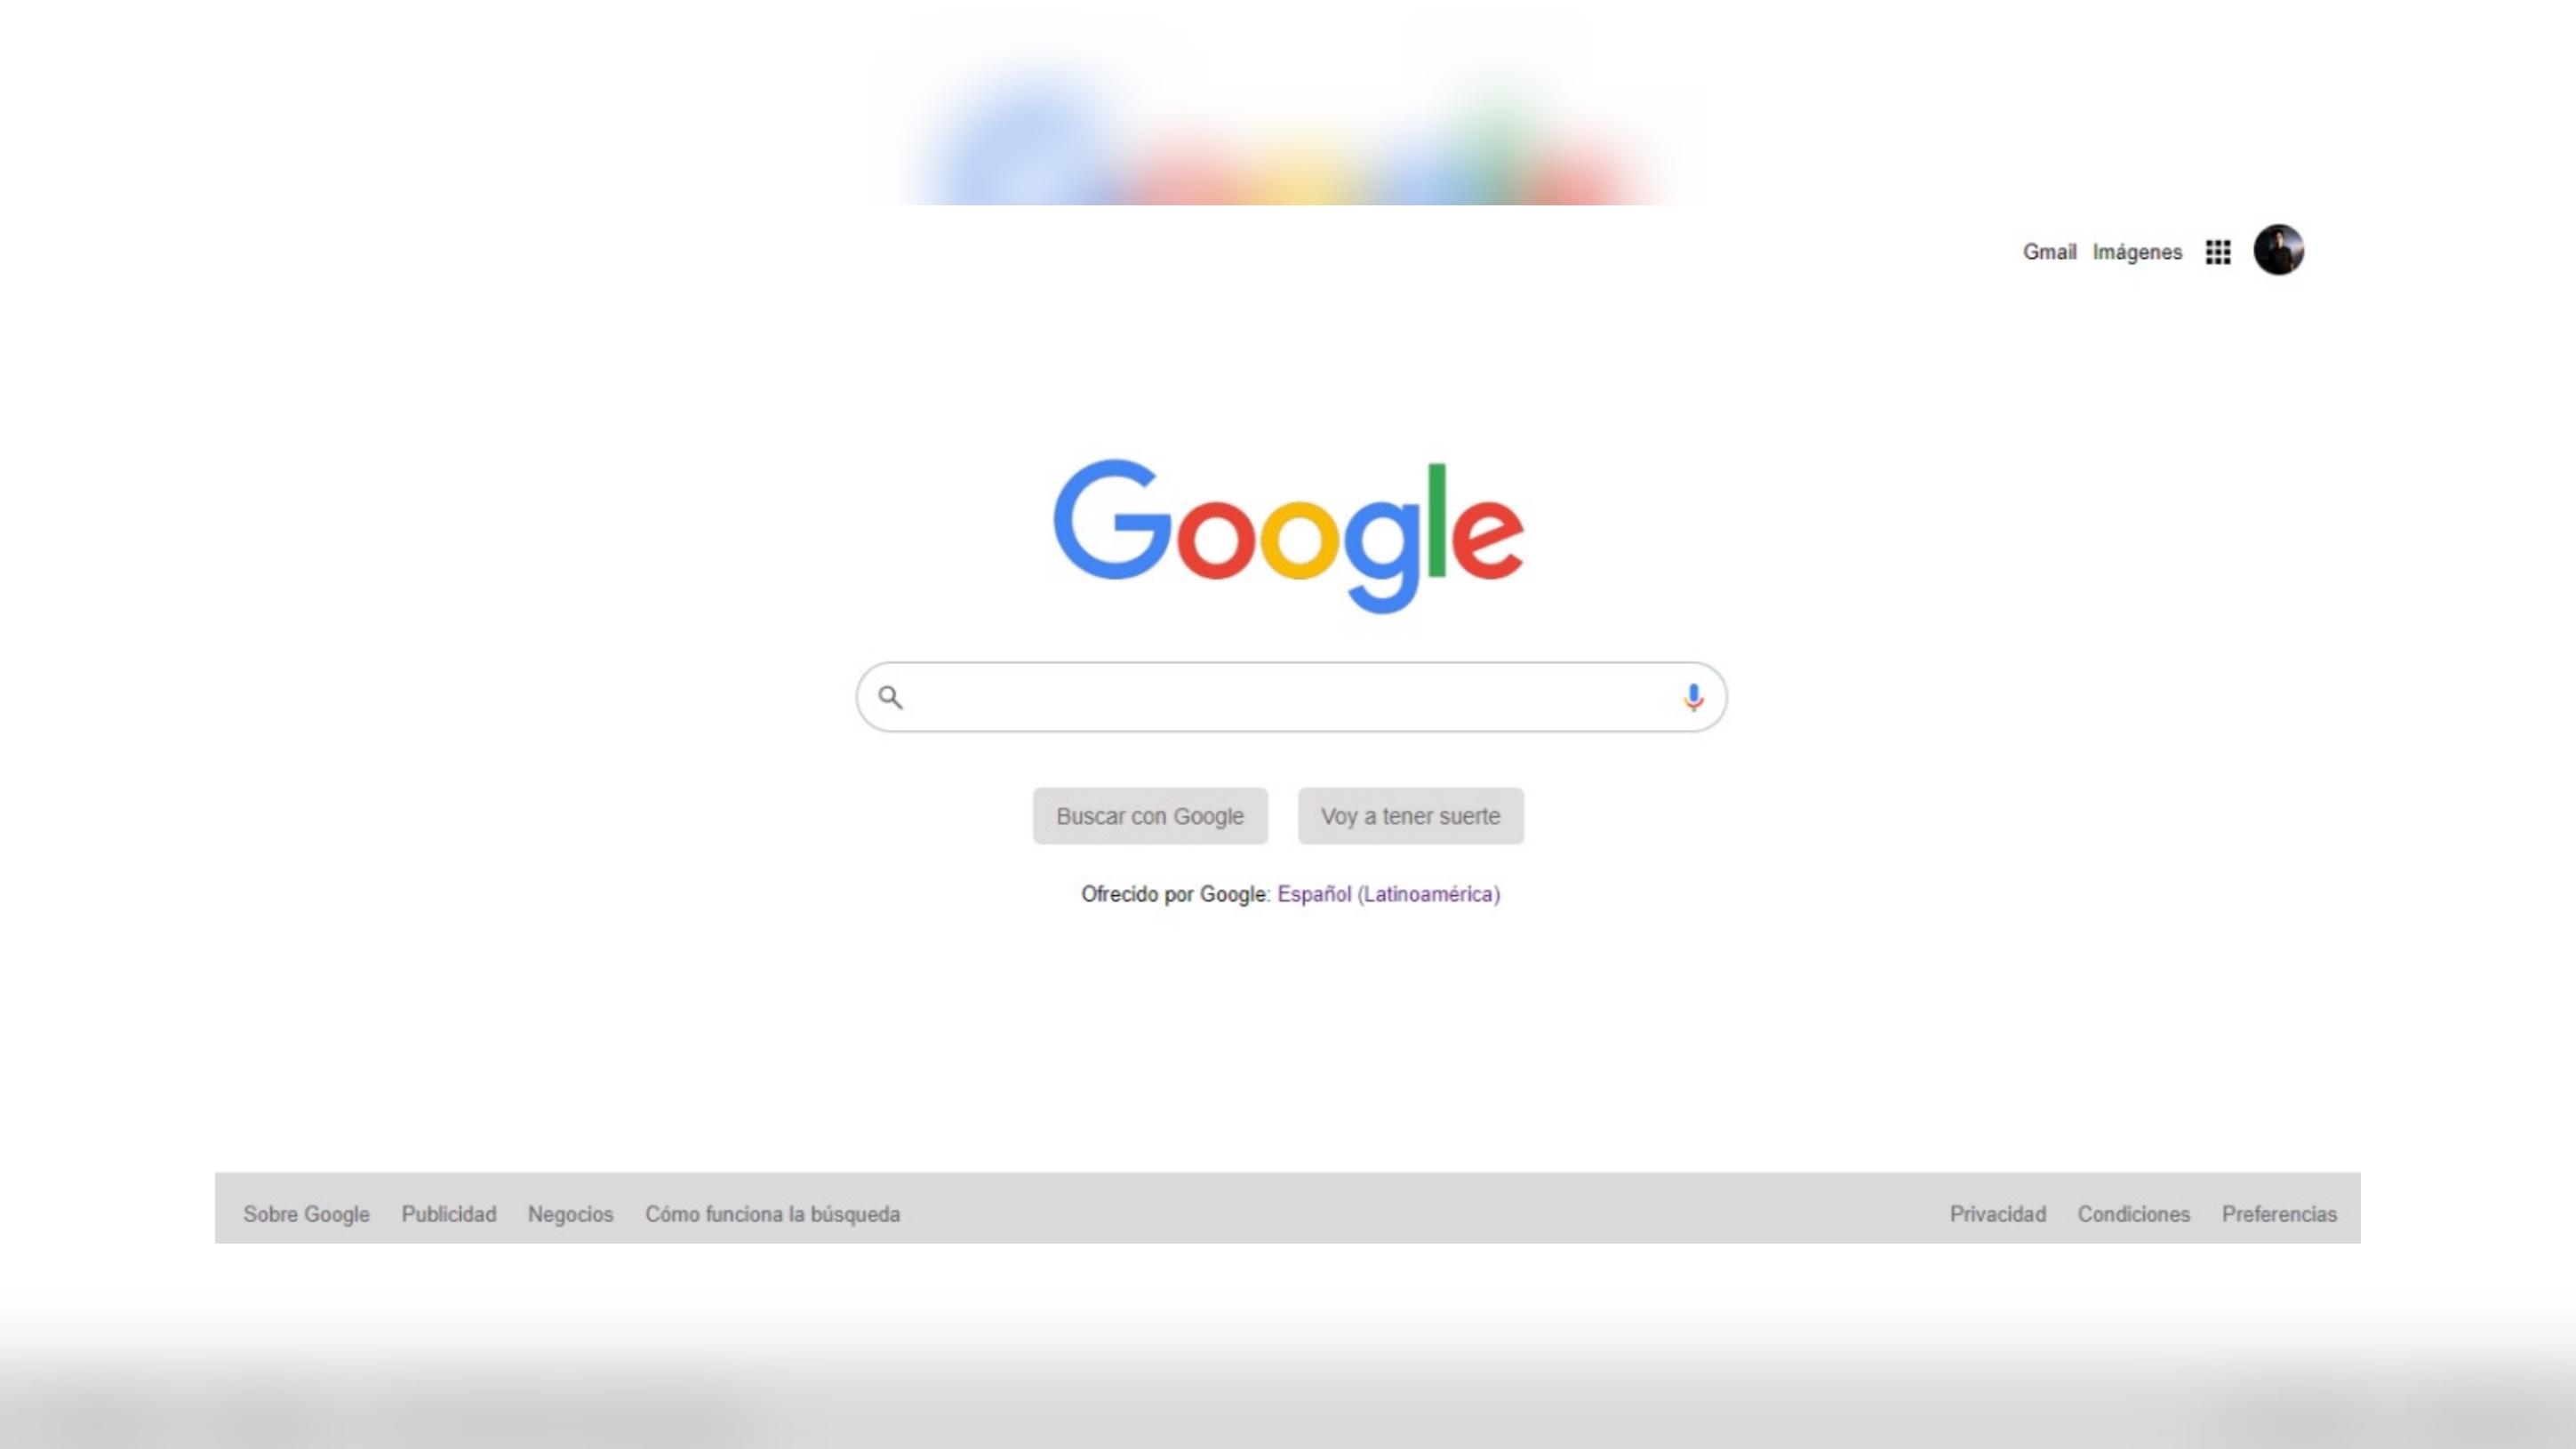 Gmail Imágenes
Google
Buscar con Google Voy a tener suerte
Ofrecido por Google: Español (Latinoamérica)
Sobre Google Publicidad Negocios Cómo funciona la búsqueda Privacidad Condiciones Preferencias